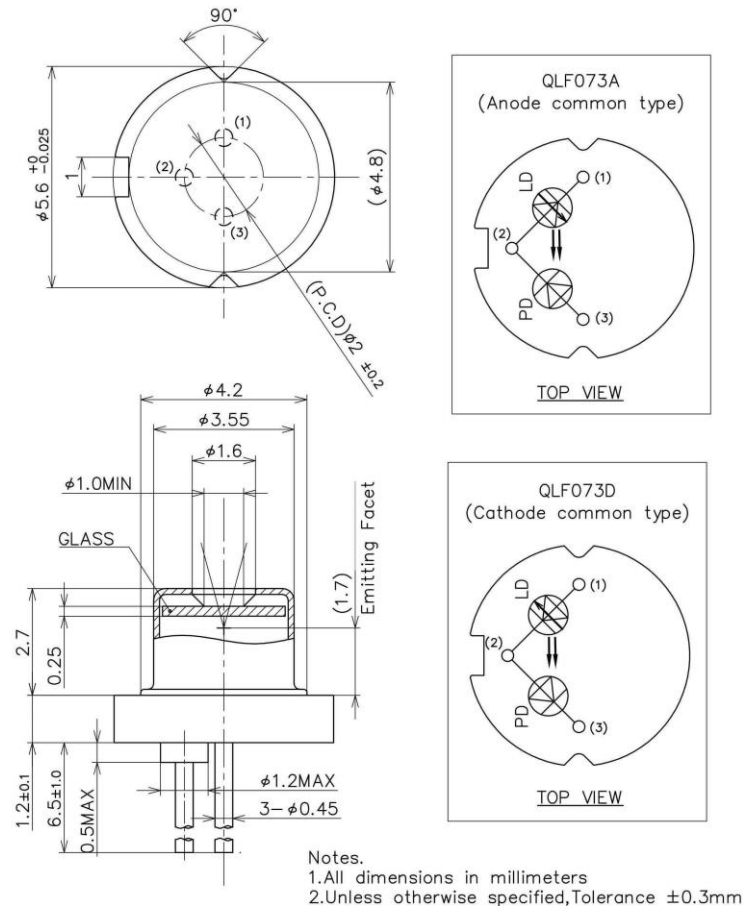 90°
φ5.6 +0 -0.025
1
(1)
(2)
(3)
(φ4.8)
(P.C.D)φ2 ±0.2
QLF073A
(Anode common type)
LD
(1)
(2)
PD
(3)
TOP VIEW
φ4.2
φ3.55
φ1.6
φ1.0MIN
GLASS
(1.7)
Emitting Facet
2.7
0.25
1.2±0.1
6.5±1.0
0.5MAX
φ1.2MAX
3-φ0.45
QLF073D
(Cathode common type)
LD
(1)
(2)
PD
(3)
TOP VIEW
Notes.
1.All dimensions in millimeters
2.Unless otherwise specified,Tolerance ±0.3mm